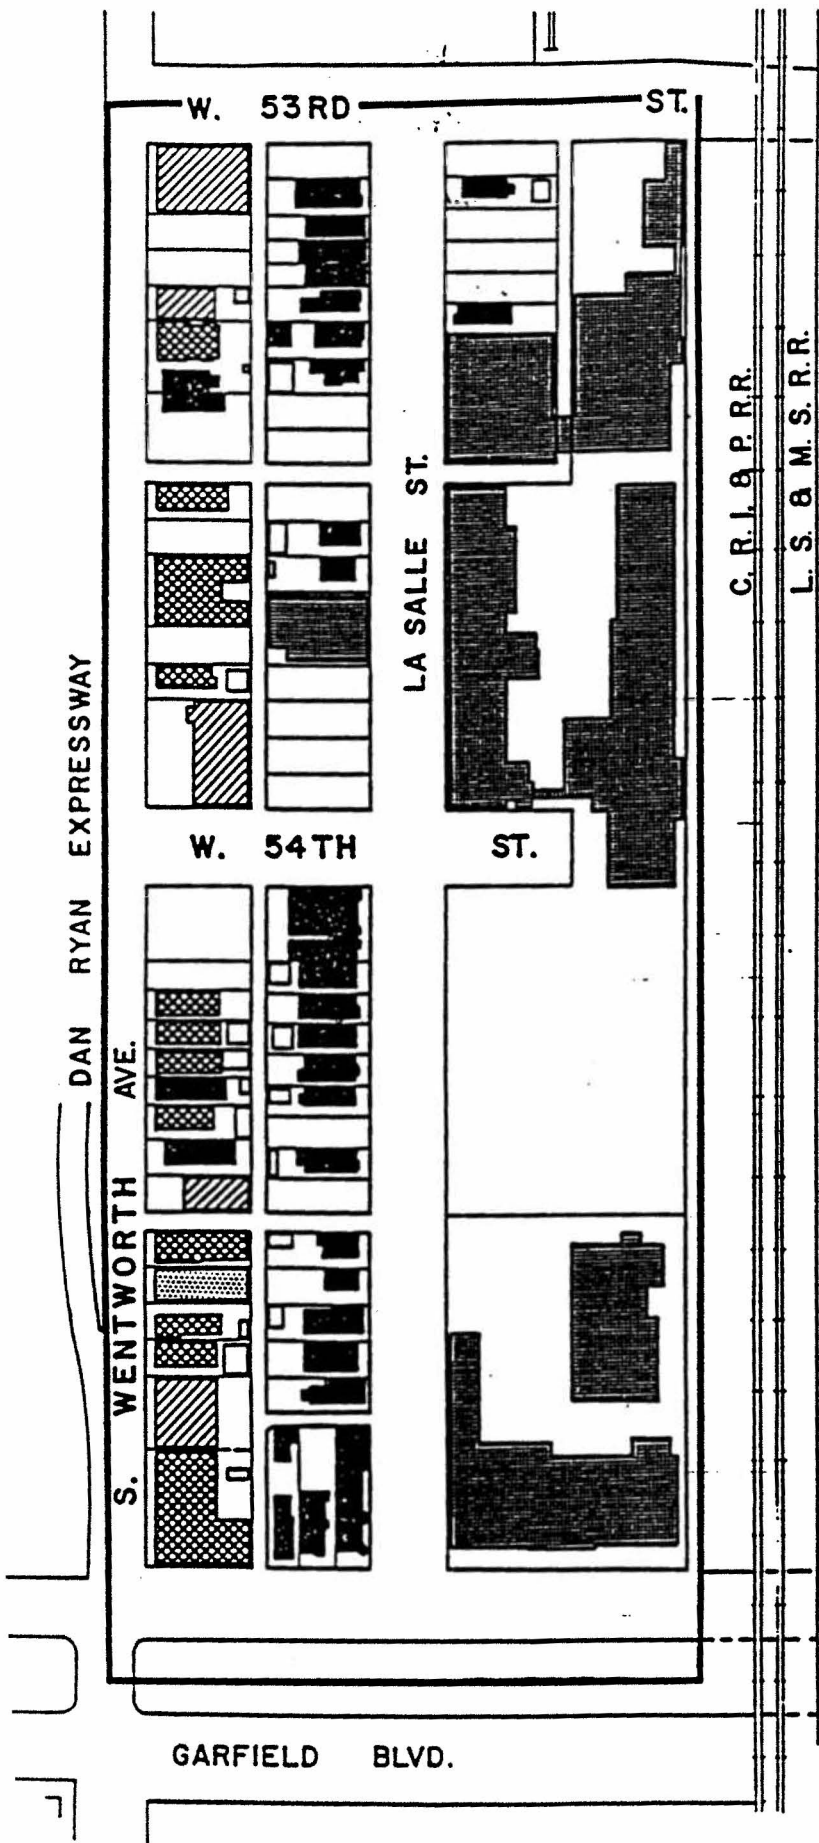 W. 53RD ST.
C. R. I. & P. R.R.
L. S. & M. S. R. R.
LA SALLE ST.
DAN RYAN EXPRESSWAY
W. 54TH ST.
S. WENTWORTH AVE.
GARFIELD BLVD.